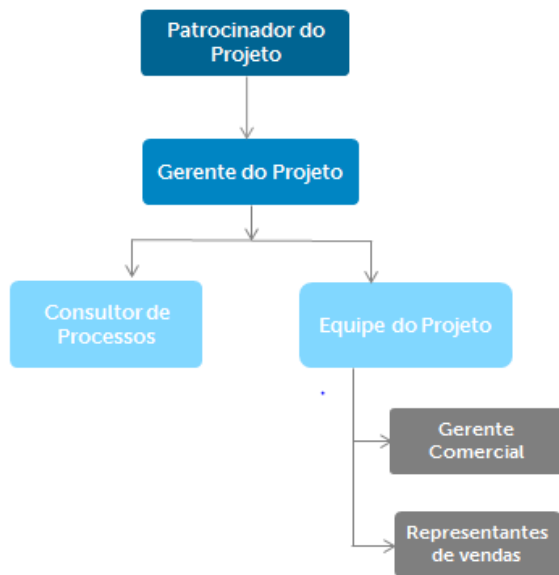 Patrocinador do
Projeto
Gerente do Projeto
Consultor de
Processos
Equipe do Projeto
Gerente
Comercial
Representantes
de vendas